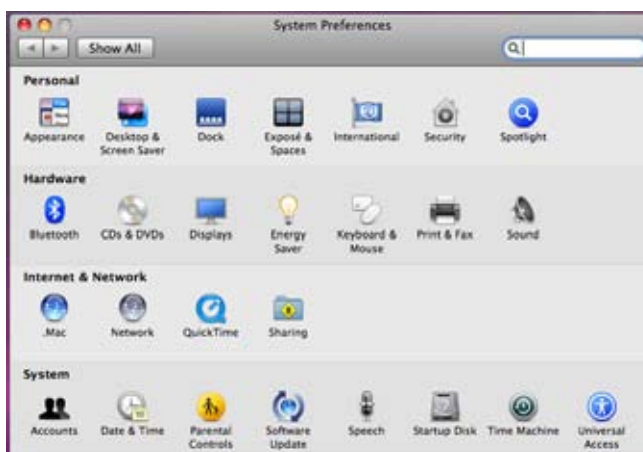 System Preferences
Show All
Personal
Appearance
Desktop & Screen Saver
Dock
Exposé & Spaces
International
Security
Spotlight
Hardware
Bluetooth
CDs & DVDs
Displays
Energy Saver
Keyboard & Mouse
Print & Fax
Sound
Internet & Network
.Mac
Network
QuickTime
Sharing
System
Accounts
Date & Time
Parental Controls
Software Update
Speech
Startup Disk
Time Machine
Universal Access